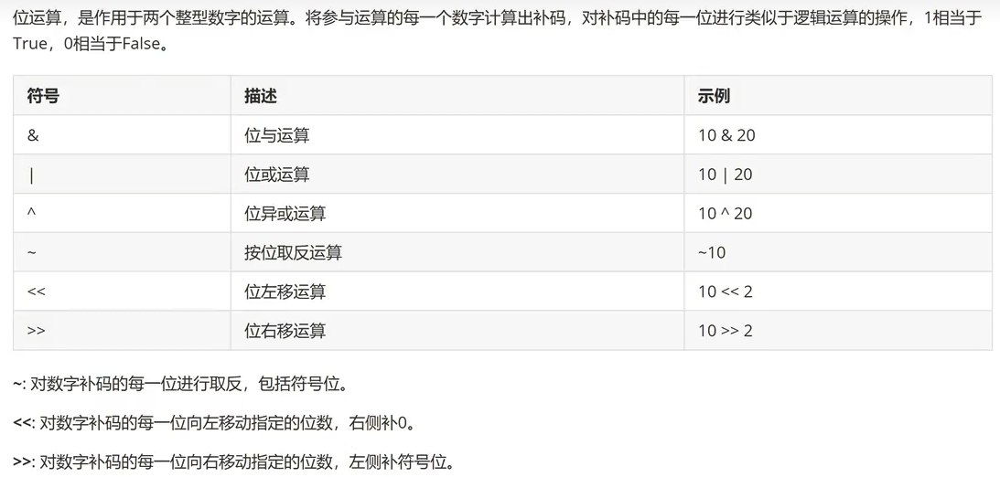 位运算，是作用于两个整型数字的运算。将参与运算的每一个数字计算出补码，对补码中的每一位进行类似于逻辑运算的操作，1相当于
True，0相当于False。
符号 描述 示例
& 位与运算 10 & 20
| 位或运算 10 | 20
^ 位异或运算 10 ^ 20
~ 按位取反运算 ~10
<< 位左移运算 10 << 2
>> 位右移运算 10 >> 2
~: 对数字补码的每一位进行取反，包括符号位。
<<: 对数字补码的每一位向左移动指定的位数，右侧补0。
>>: 对数字补码的每一位向右移动指定的位数，左侧补符号位。